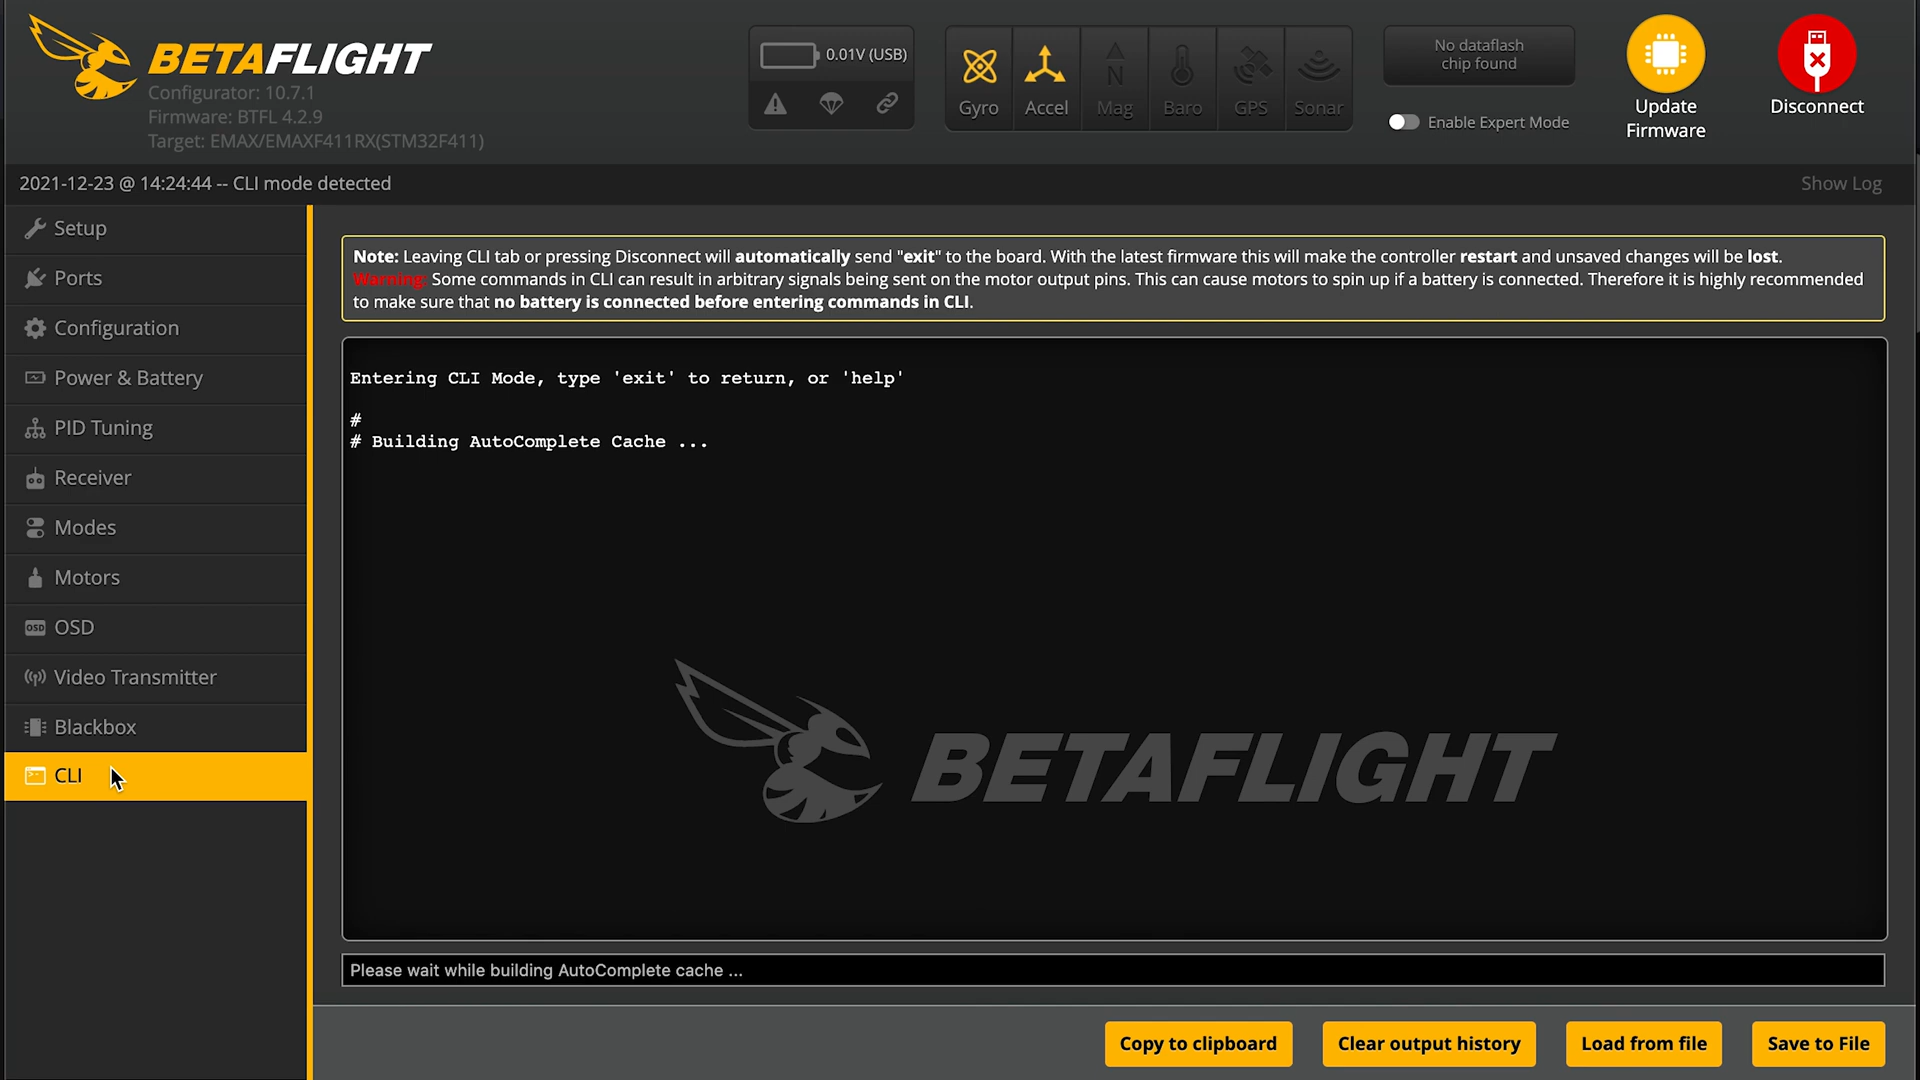 BETAFLIGHT
Configurator: 10.7.1
Firmware: BTFL 4.2.9
Target: EMAX/EMAXF411RX(STM32F411)
0.01V (USB)
Gyro
Accel
N
Mag
Baro
GPS
Sonar
No dataflash
chip found
Enable Expert Mode
Update
Firmware
Disconnect
2021-12-23 @ 14:24:44 -- CLI mode detected
Show Log
Setup
Ports
Configuration
Power & Battery
PID Tuning
Receiver
Modes
Motors
OSD OSD
Video Transmitter
Blackbox
CLI
Note: Leaving CLI tab or pressing Disconnect will automatically send "exit" to the board. With the latest firmware this will make the controller restart and unsaved changes will be lost.
Warning: Some commands in CLI can result in arbitrary signals being sent on the motor output pins. This can cause motors to spin up if a battery is connected. Therefore it is highly recommended
to make sure that no battery is connected before entering commands in CLI.
Entering CLI Mode, type 'exit' to return, or 'help'
#
# Building AutoComplete Cache ...
BETAFLIGHT
Please wait while building AutoComplete cache ...
Copy to clipboard
Clear output history
Load from file
Save to File